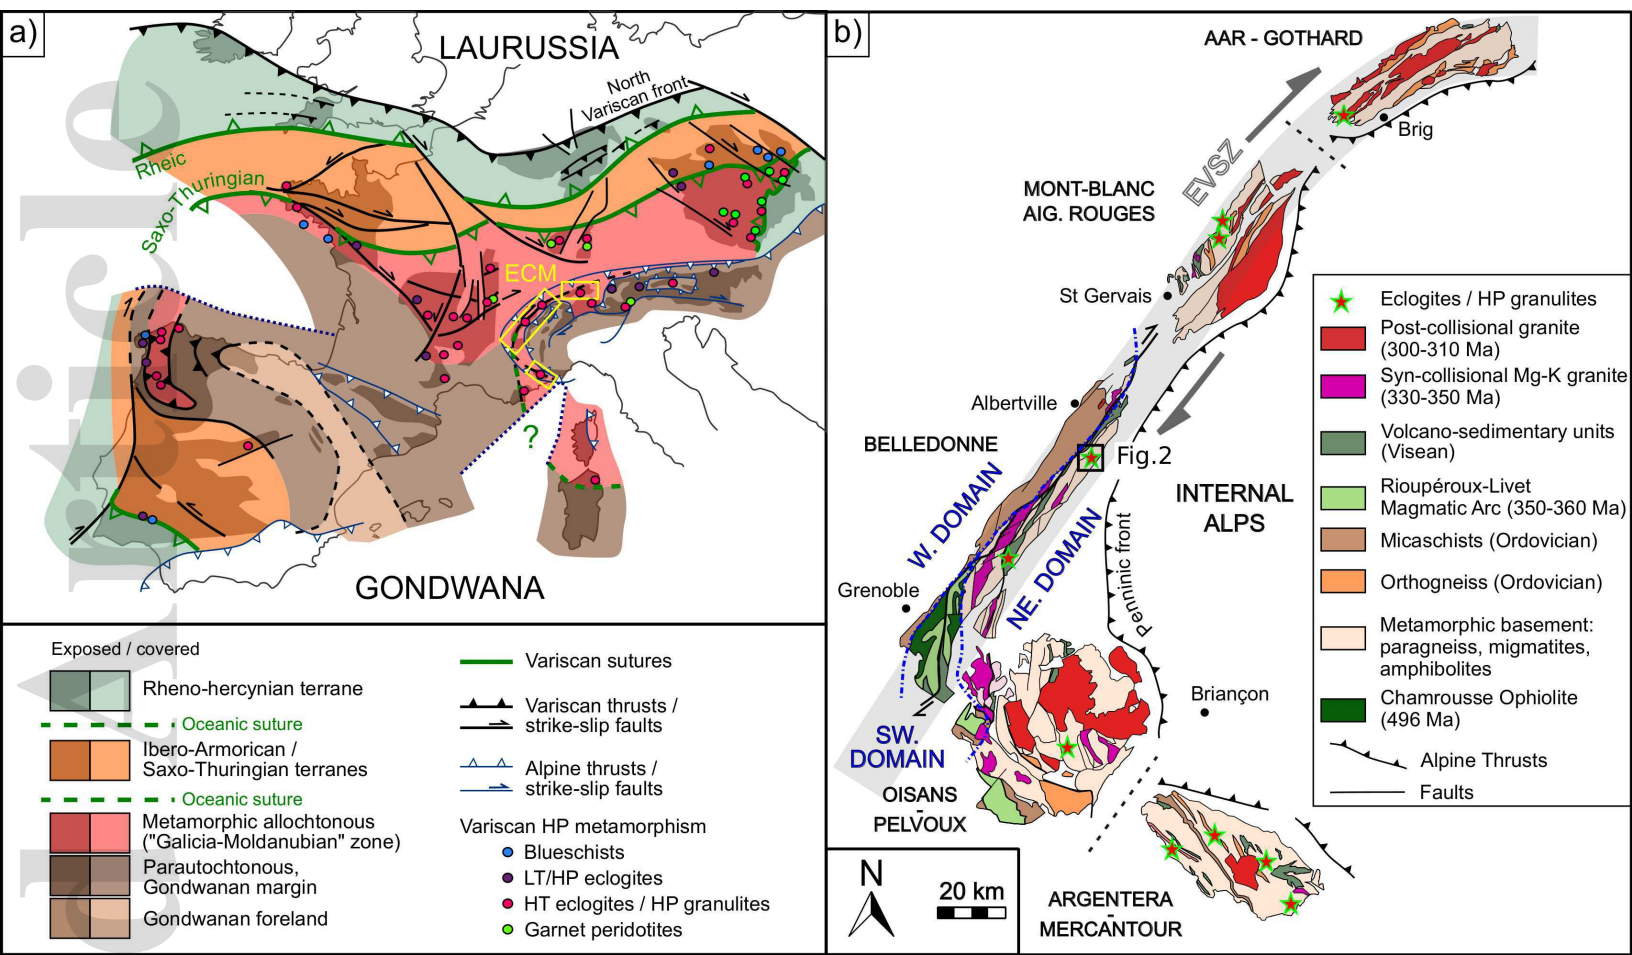 a)
LAURUSSIA
North
Variscan front
Rheic
Saxo-Thuringian
ECM
?
GONDWANA
Exposed / covered
Rheno-hercynian terrane
Oceanic suture
Ibero-Armorican /
Saxo-Thuringian terranes
Oceanic suture
Metamorphic allochtonous
("Galicia-Moldanubian" zone)
Parautochtonous,
Gondwanan margin
Gondwanan foreland
Variscan sutures
Variscan thrusts /
strike-slip faults
Alpine thrusts /
strike-slip faults
Variscan HP metamorphism
Blueschists
LT/HP eclogites
HT eclogites / HP granulites
Garnet peridotites
d Article
b)
AAR - GOTHARD
Brig
EVSZ
MONT-BLANC
AIG. ROUGES
St Gervais
Albertville
BELLEDONNE
Fig.2
INTERNAL
ALPS
W. DOMAIN
NE. DOMAIN
Penninic front
Grenoble
Briançon
SW.
DOMAIN
OISANS
-
PELVOUX
ARGENTERA
-
MERCANTOUR
N
20 km
Eclogites / HP granulites
Post-collisional granite
(300-310 Ma)
Syn-collisional Mg-K granite
(330-350 Ma)
Volcano-sedimentary units
(Visean)
Rioupéroux-Livet
Magmatic Arc (350-360 Ma)
Micaschists (Ordovician)
Orthogneiss (Ordovician)
Metamorphic basement:
paragneiss, migmatites,
amphibolites
Chamrousse Ophiolite
(496 Ma)
Alpine Thrusts
Faults